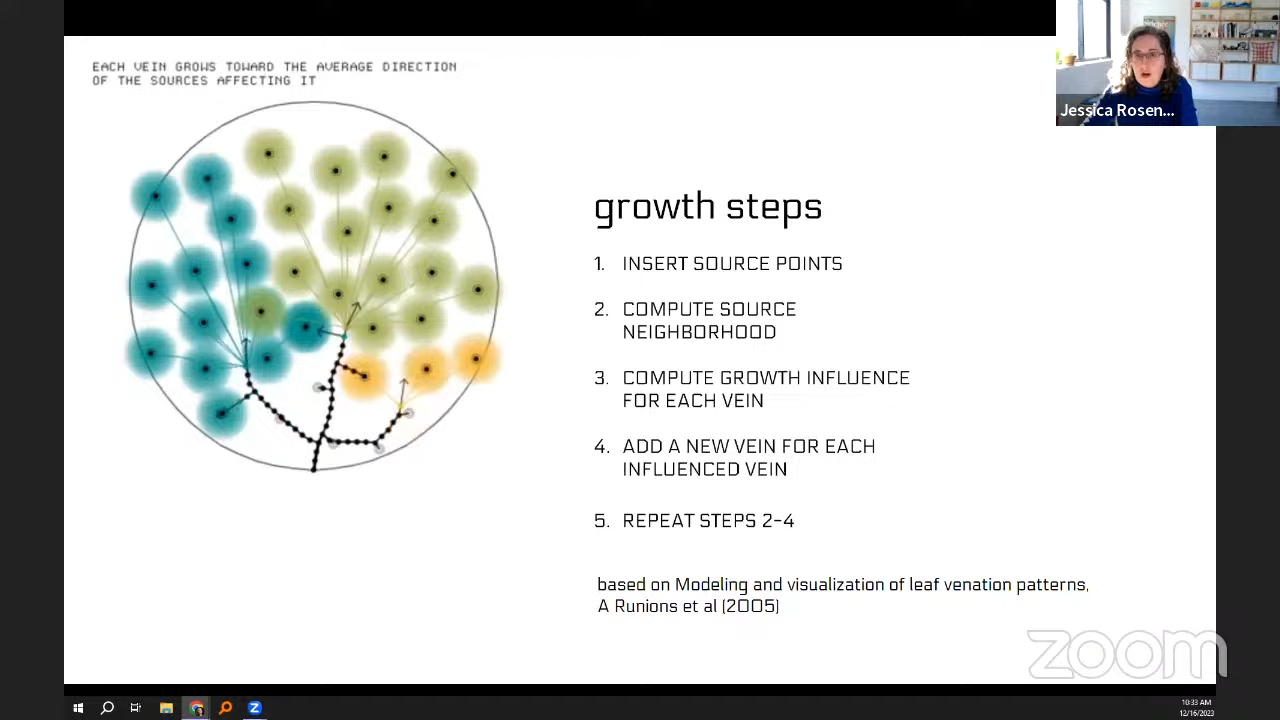 EACH VEIN GROWS TOWARD THE AVERAGE DIRECTION
OF THE SOURCES AFFECTING IT
Jessica Rosen...
growth steps
1. INSERT SOURCE POINTS
2. COMPUTE SOURCE
NEIGHBORHOOD
3. COMPUTE GROWTH INFLUENCE
FOR EACH VEIN
4. ADD A NEW VEIN FOR EACH
INFLUENCED VEIN
5. REPEAT STEPS 2-4
based on Modeling and visualization of leaf venation patterns,
A Runions et al (2005)
zoom
10:33 AM
12/16/2023